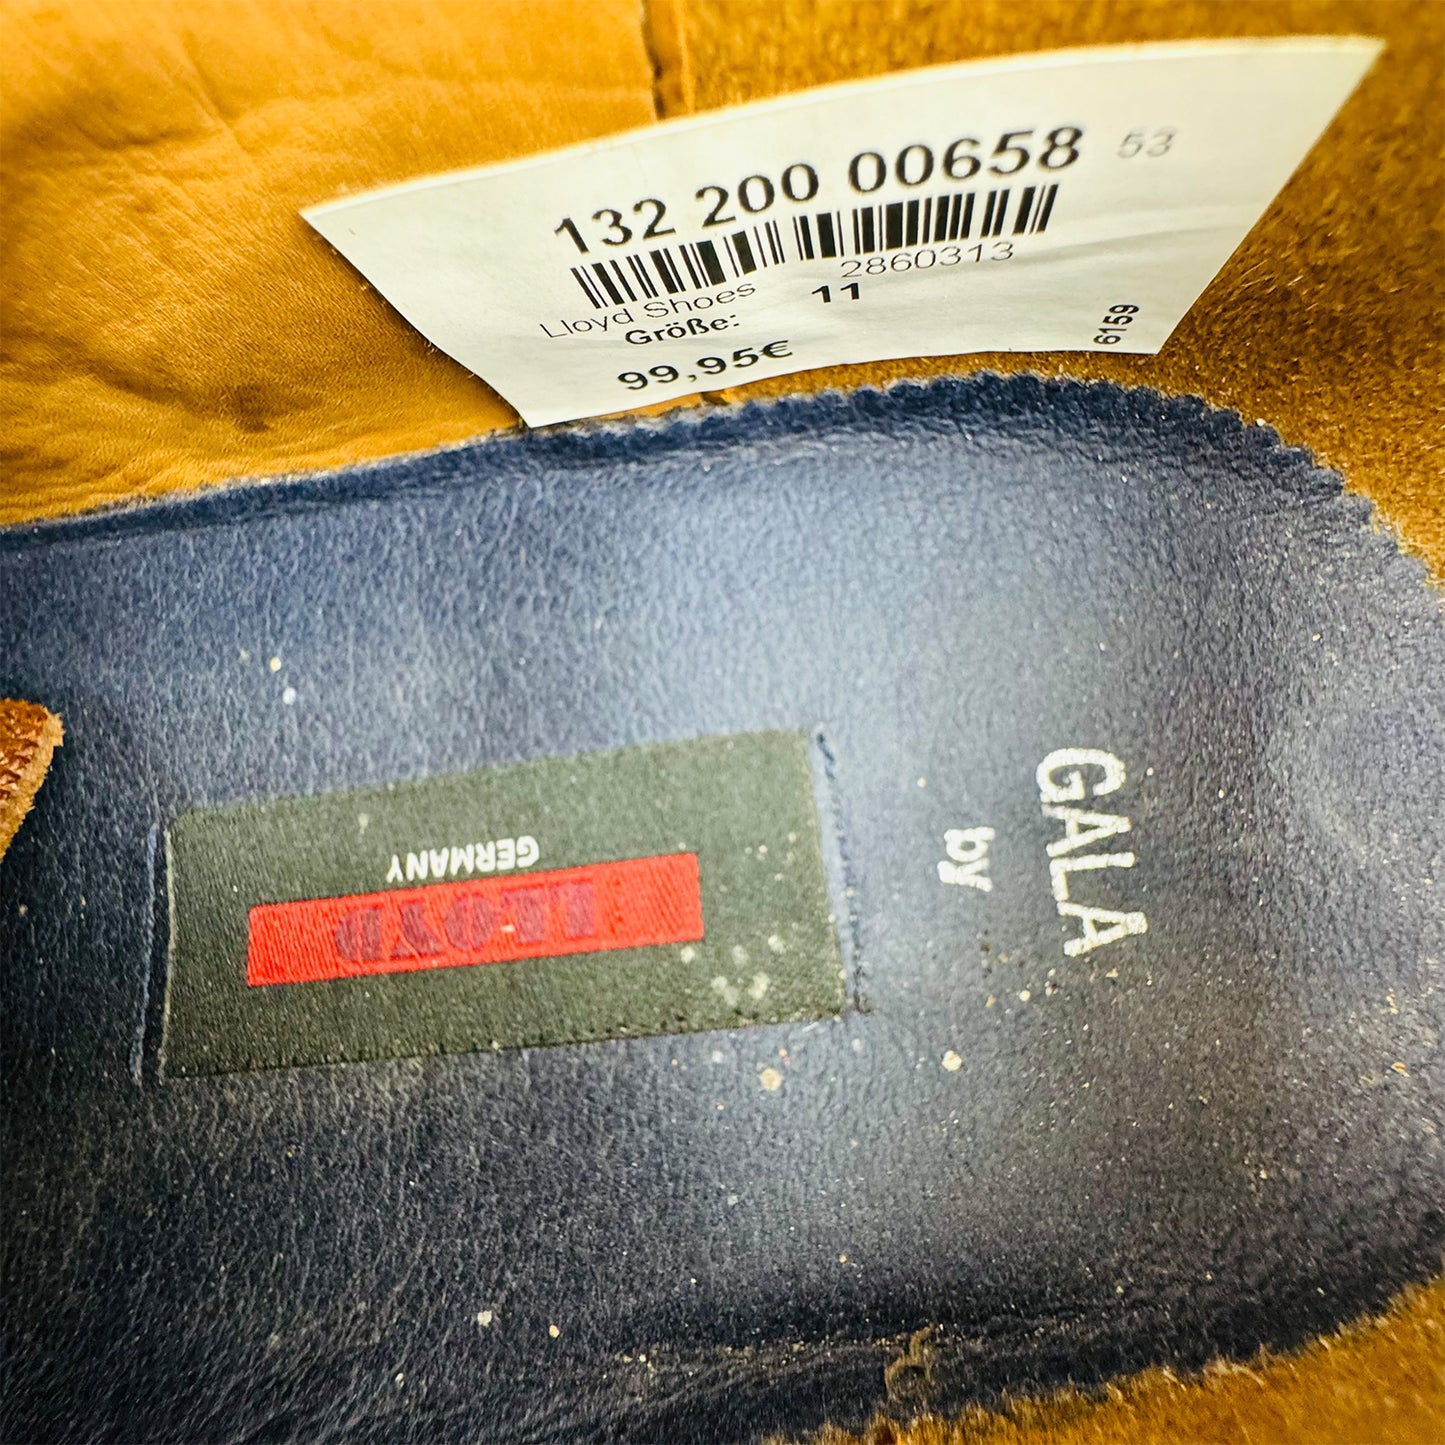 132 200 00658 53
Lloyd Shoes 2860313
Größe: 11
99,95€
6159
GALA
by
LLOYD
GERMANY